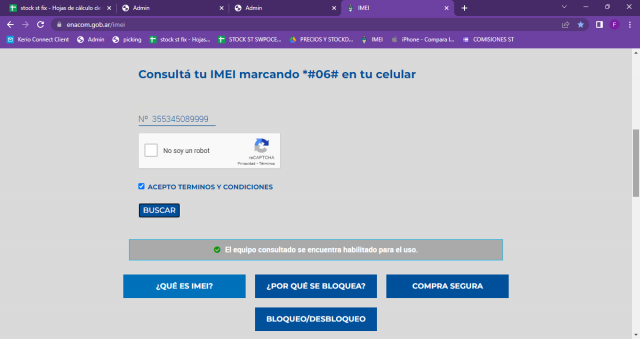 stock st fix - Hojas de cálculo de
Admin
Admin
IMEI
enacom.gob.ar/imei
F
Kerio Connect Client
Admin
picking
stock st fix - Hojas...
STOCK ST SWPOCE...
PRECIOS Y STOCKD...
IMEI
iPhone - Compara l...
COMISIONES ST
Consultá tu IMEI marcando *#06# en tu celular
Nº 355345089999
No soy un robot
reCAPTCHA
Privacidad - Términos
ACEPTO TERMINOS Y CONDICIONES
BUSCAR
El equipo consultado se encuentra habilitado para el uso.
¿QUÉ ES IMEI?
¿POR QUÉ SE BLOQUEA?
COMPRA SEGURA
BLOQUEO/DESBLOQUEO